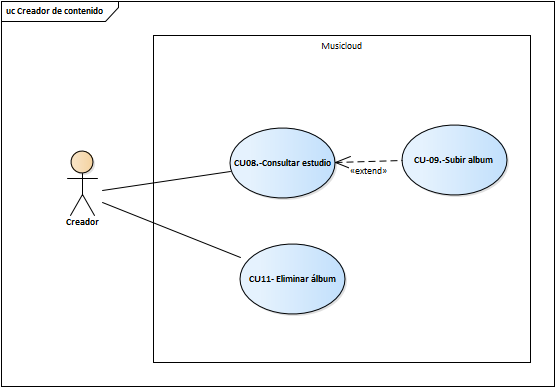 uc Creador de contenido
Musicloud
CU08.-Consultar estudio
CU-09.-Subir album
«extend»
Creador
CU11- Eliminar álbum